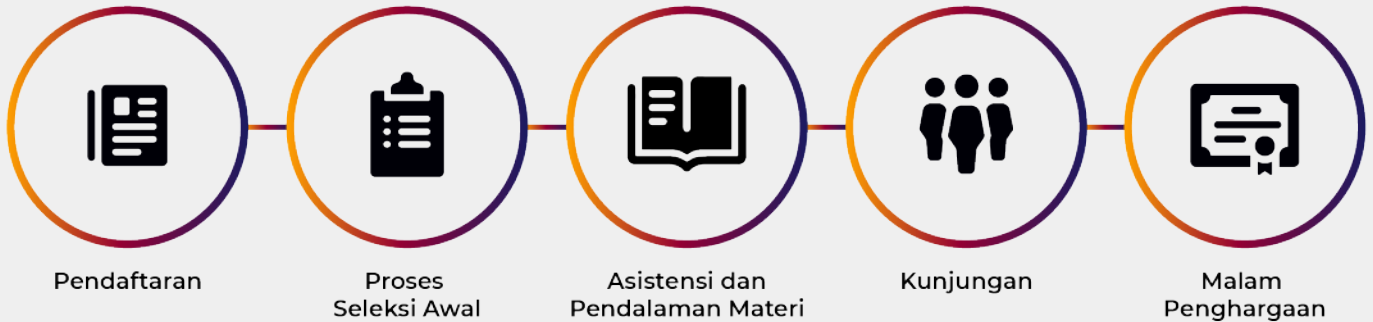 Pendaftaran
Proses
Seleksi Awal
Asistensi dan
Pendalaman Materi
Kunjungan
Malam
Penghargaan